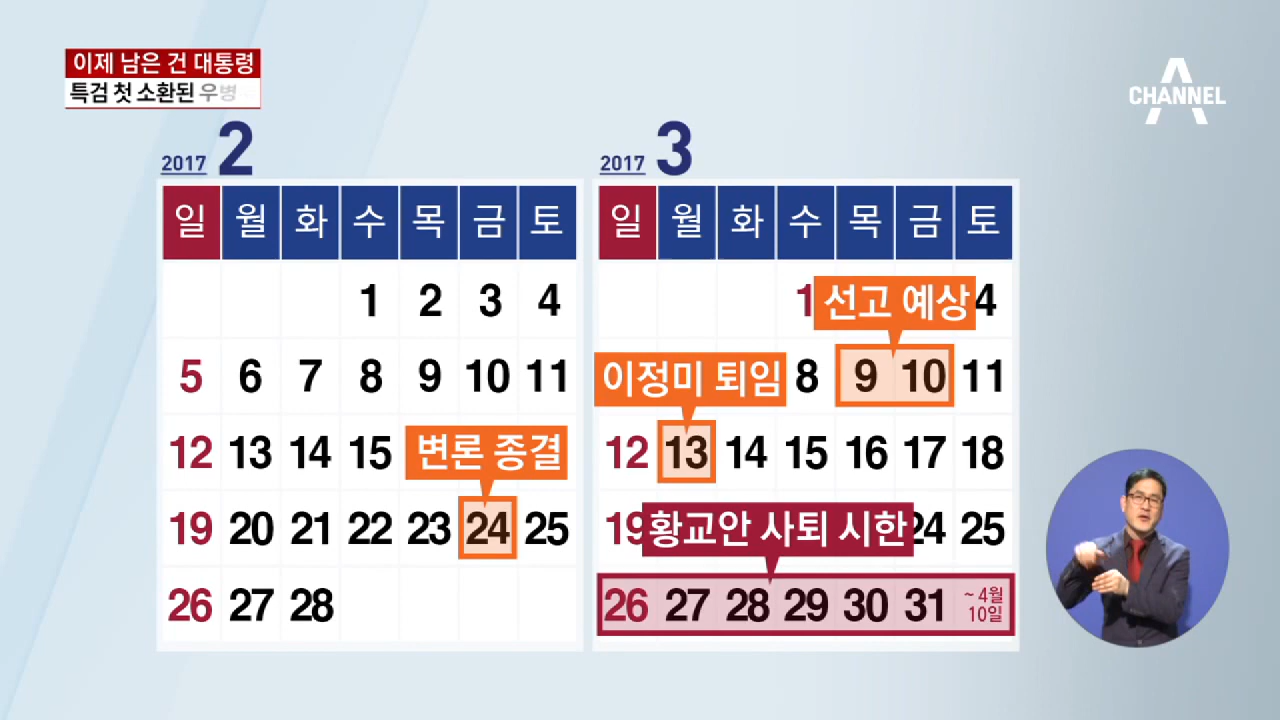 이제 남은 건 대통령
특검 첫 소환된 우병
A
CHANNEL
2017 2
일 월 화 수 목 금 토
1 2 3 4
5 6 7 8 9 10 11
12 13 14 15 변론 종결
19 20 21 22 23 24 25
26 27 28
2017 3
일 월 화 수 목 금 토
1 선고 예상 4
이정미 퇴임 8 9 10 11
12 13 14 15 16 17 18
19 황교안 사퇴 시한 24 25
26 27 28 29 30 31 ~ 4월
10일